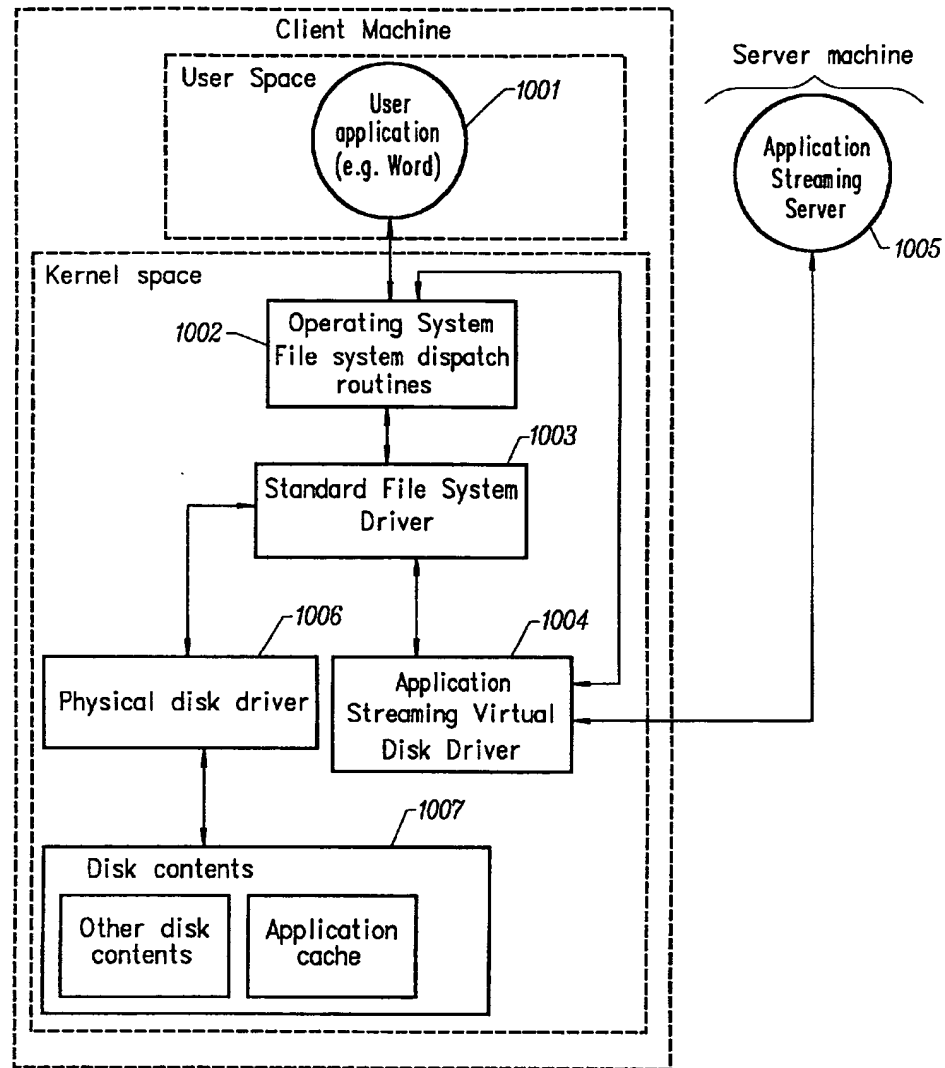 Client Machine
Server machine
User Space
1001
User
application
(e.g. Word)
Application
Streaming
Server
1005
Kernel space
1002
Operating System
File system dispatch
routines
1003
Standard File System
Driver
1006
1004
Physical disk driver
Application
Streaming Virtual
Disk Driver
1007
Disk contents
Other disk
contents
Application
cache